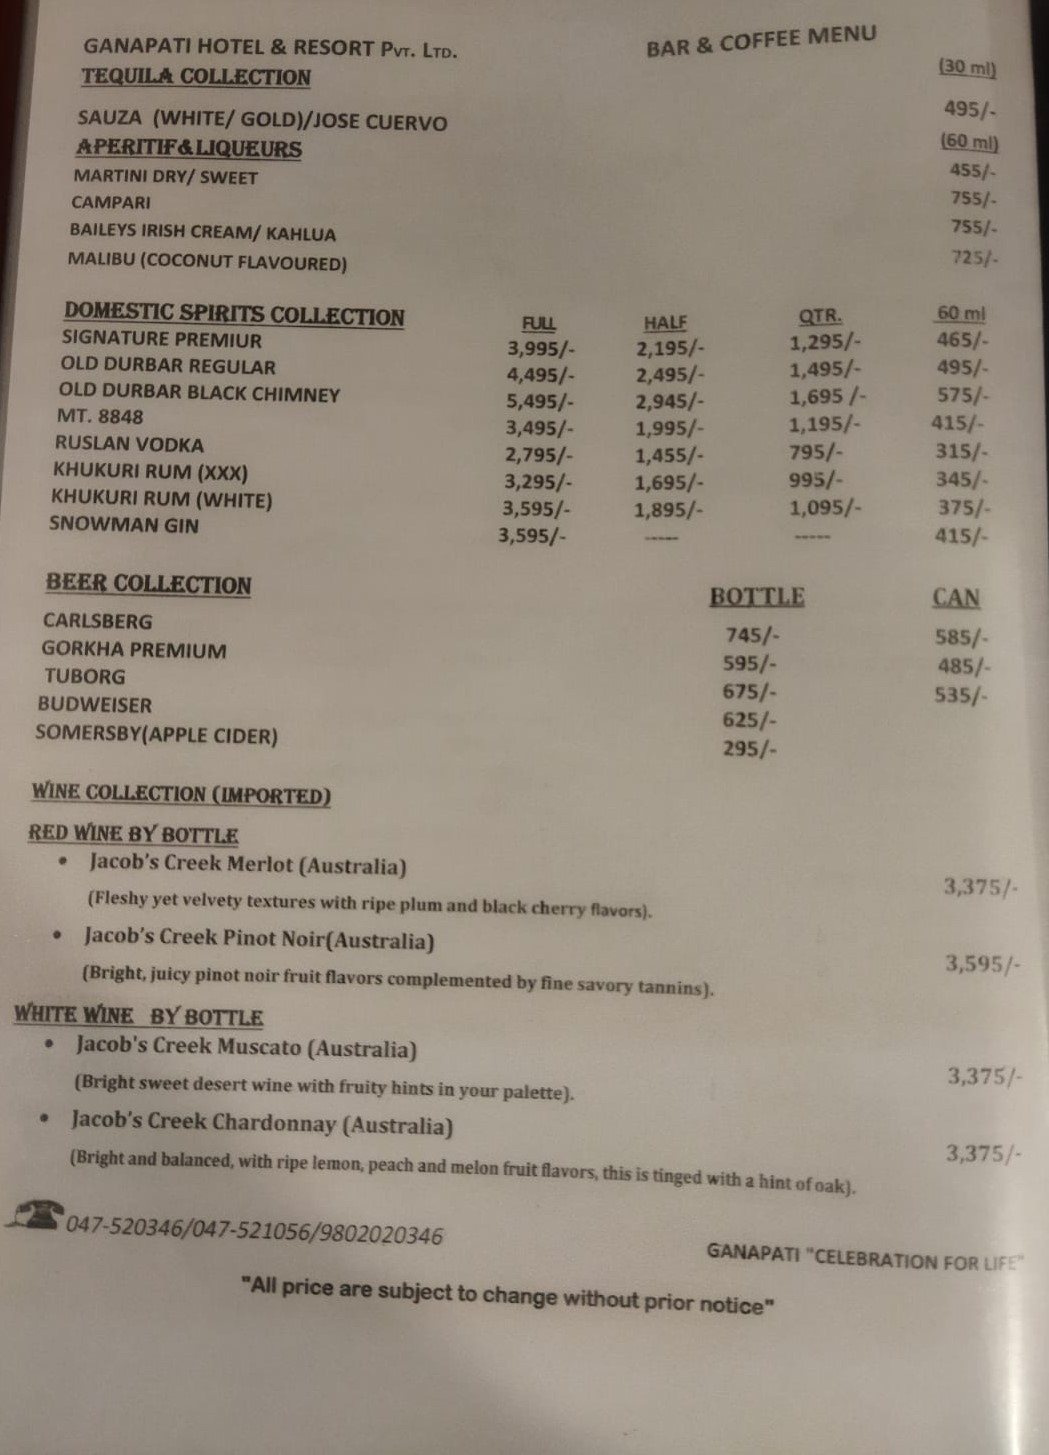 GANAPATI HOTEL & RESORT PVT. LTD. BAR & COFFEE MENU
TEQUILA COLLECTION (30 ml)
SAUZA (WHITE/ GOLD)/JOSE CUERVO 495/-
APERITIF&LIQUEURS (60 ml)
MARTINI DRY/ SWEET 455/-
CAMPARI 755/-
BAILEYS IRISH CREAM/ KAHLUA 755/-
MALIBU (COCONUT FLAVOURED) 725/-
DOMESTIC SPIRITS COLLECTION FULL HALF QTR. 60 ml
SIGNATURE PREMIUR 3,995/- 2,195/- 1,295/- 465/-
OLD DURBAR REGULAR 4,495/- 2,495/- 1,495/- 495/-
OLD DURBAR BLACK CHIMNEY 5,495/- 2,945/- 1,695 /- 575/-
MT. 8848 3,495/- 1,995/- 1,195/- 415/-
RUSLAN VODKA 2,795/- 1,455/- 795/- 315/-
KHUKURI RUM (XXX) 3,295/- 1,695/- 995/- 345/-
KHUKURI RUM (WHITE) 3,595/- 1,895/- 1,095/- 375/-
SNOWMAN GIN 3,595/- ----- ----- 415/-
BEER COLLECTION BOTTLE CAN
CARLSBERG 745/- 585/-
GORKHA PREMIUM 595/- 485/-
TUBORG 675/- 535/-
BUDWEISER 625/-
SOMERSBY(APPLE CIDER) 295/-
WINE COLLECTION (IMPORTED)
RED WINE BY BOTTLE
• Jacob's Creek Merlot (Australia) 3,375/-
(Fleshy yet velvety textures with ripe plum and black cherry flavors).
• Jacob's Creek Pinot Noir(Australia) 3,595/-
(Bright, juicy pinot noir fruit flavors complemented by fine savory tannins).
WHITE WINE BY BOTTLE
• Jacob's Creek Muscato (Australia) 3,375/-
(Bright sweet desert wine with fruity hints in your palette).
• Jacob's Creek Chardonnay (Australia) 3,375/-
(Bright and balanced, with ripe lemon, peach and melon fruit flavors, this is tinged with a hint of oak).
047-520346/047-521056/9802020346
GANAPATI "CELEBRATION FOR LIFE"
"All price are subject to change without prior notice"